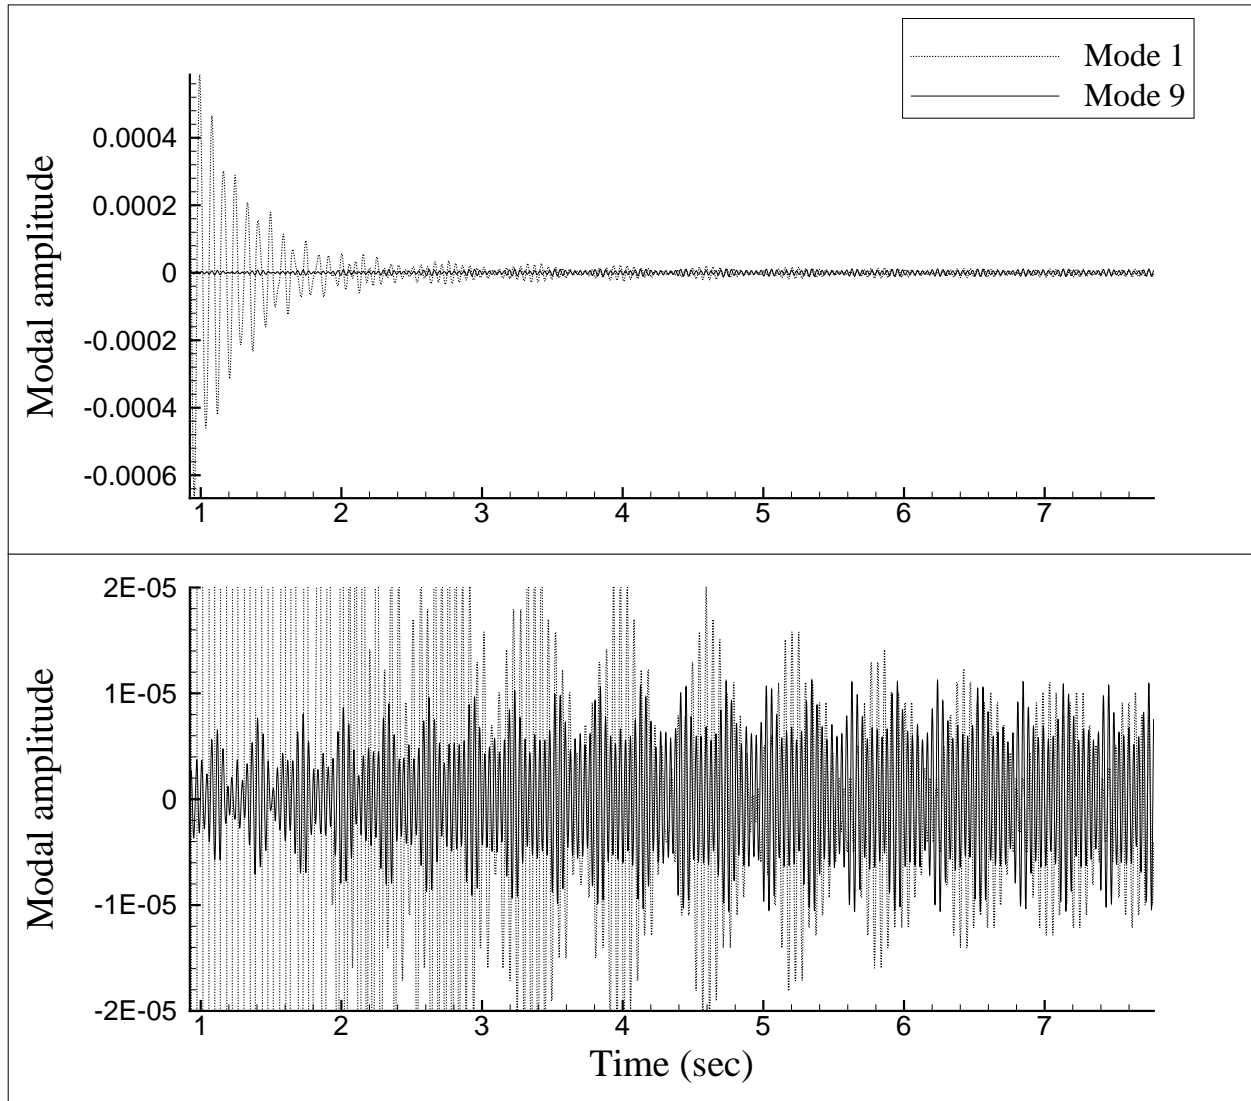 Mode 1
Mode 9
Modal amplitude
0.0004
0.0002
0
-0.0002
-0.0004
-0.0006
1 2 3 4 5 6 7
Modal amplitude
2E-05
1E-05
0
-1E-05
-2E-05
1 2 3 4 5 6 7
Time (sec)